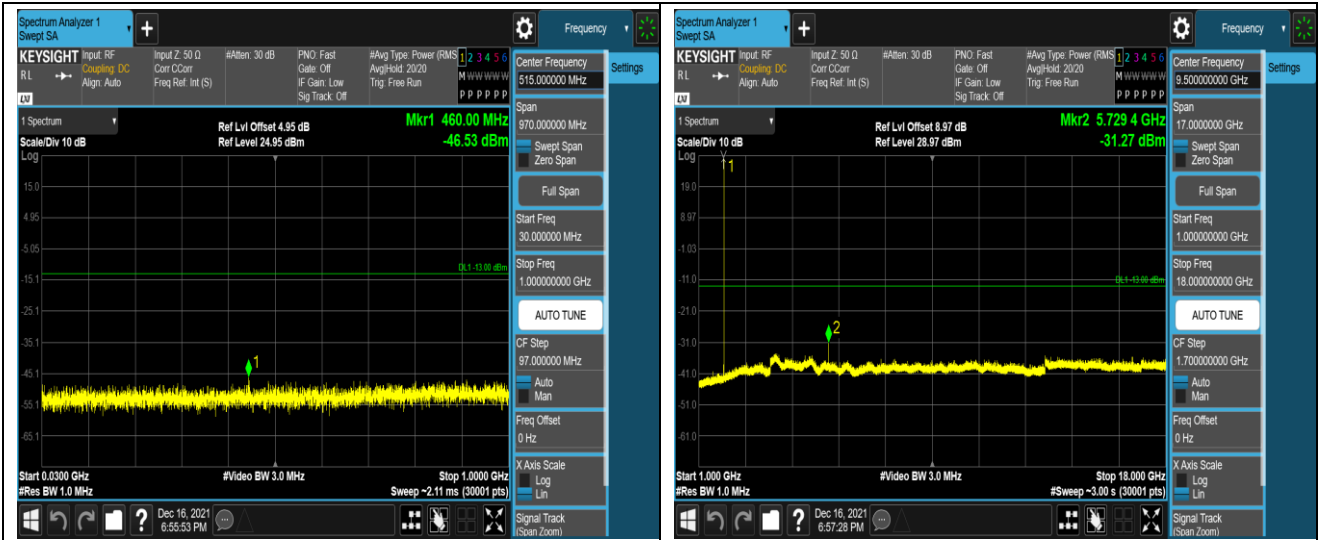 Spectrum Analyzer 1
Swept SA
+
Frequency
KEYSIGHT
RL
LXI
Input: RF
Coupling: DC
Align: Auto
Input Z: 50 Ω
Corr CCorr
Freq Ref: Int (S)
#Atten: 30 dB
PNO: Fast
Gate: Off
IF Gain: Low
Sig Track: Off
#Avg Type: Power (RMS
Avg|Hold: 20/20
Trig: Free Run
1 2 3 4 5 6
M W W W W W
P P P P P P
Center Frequency
515.000000 MHz
Settings
1 Spectrum
Scale/Div 10 dB
Log
Ref Lvl Offset 4.95 dB
Ref Level 24.95 dBm
Mkr1 460.00 MHz
-46.53 dBm
Span
970.000000 MHz
Swept Span
Zero Span
Full Span
Start Freq
30.000000 MHz
Stop Freq
1.000000000 GHz
AUTO TUNE
CF Step
97.000000 MHz
Auto
Man
Freq Offset
0 Hz
X Axis Scale
Log
Lin
Signal Track
(Span Zoom)
15.0
4.95
-5.05
DL1 -13.00 dBm
-15.1
-25.1
-35.1
1
-45.1
-55.1
-65.1
Start 0.0300 GHz
#Res BW 1.0 MHz
#Video BW 3.0 MHz
Stop 1.0000 GHz
Sweep ~2.11 ms (30001 pts)
?
Dec 16, 2021
6:55:53 PM
Spectrum Analyzer 1
Swept SA
+
Frequency
KEYSIGHT
RL
LXI
Input: RF
Coupling: DC
Align: Auto
Input Z: 50 Ω
Corr CCorr
Freq Ref: Int (S)
#Atten: 30 dB
PNO: Fast
Gate: Off
IF Gain: Low
Sig Track: Off
#Avg Type: Power (RMS
Avg|Hold: 20/20
Trig: Free Run
1 2 3 4 5 6
M W W W W W
P P P P P P
Center Frequency
9.500000000 GHz
Settings
1 Spectrum
Scale/Div 10 dB
Log
Ref Lvl Offset 8.97 dB
Ref Level 28.97 dBm
Mkr2 5.729 4 GHz
-31.27 dBm
Span
17.0000000 GHz
Swept Span
Zero Span
Full Span
Start Freq
1.000000000 GHz
Stop Freq
18.000000000 GHz
AUTO TUNE
CF Step
1.700000000 GHz
Auto
Man
Freq Offset
0 Hz
X Axis Scale
Log
Lin
Signal Track
(Span Zoom)
1
19.0
8.97
-1.03
-11.0
DL1 -13.00 dBm
-21.0
2
-31.0
-41.0
-51.0
-61.0
Start 1.000 GHz
#Res BW 1.0 MHz
#Video BW 3.0 MHz
Stop 18.000 GHz
#Sweep ~3.00 s (30001 pts)
?
Dec 16, 2021
6:57:28 PM